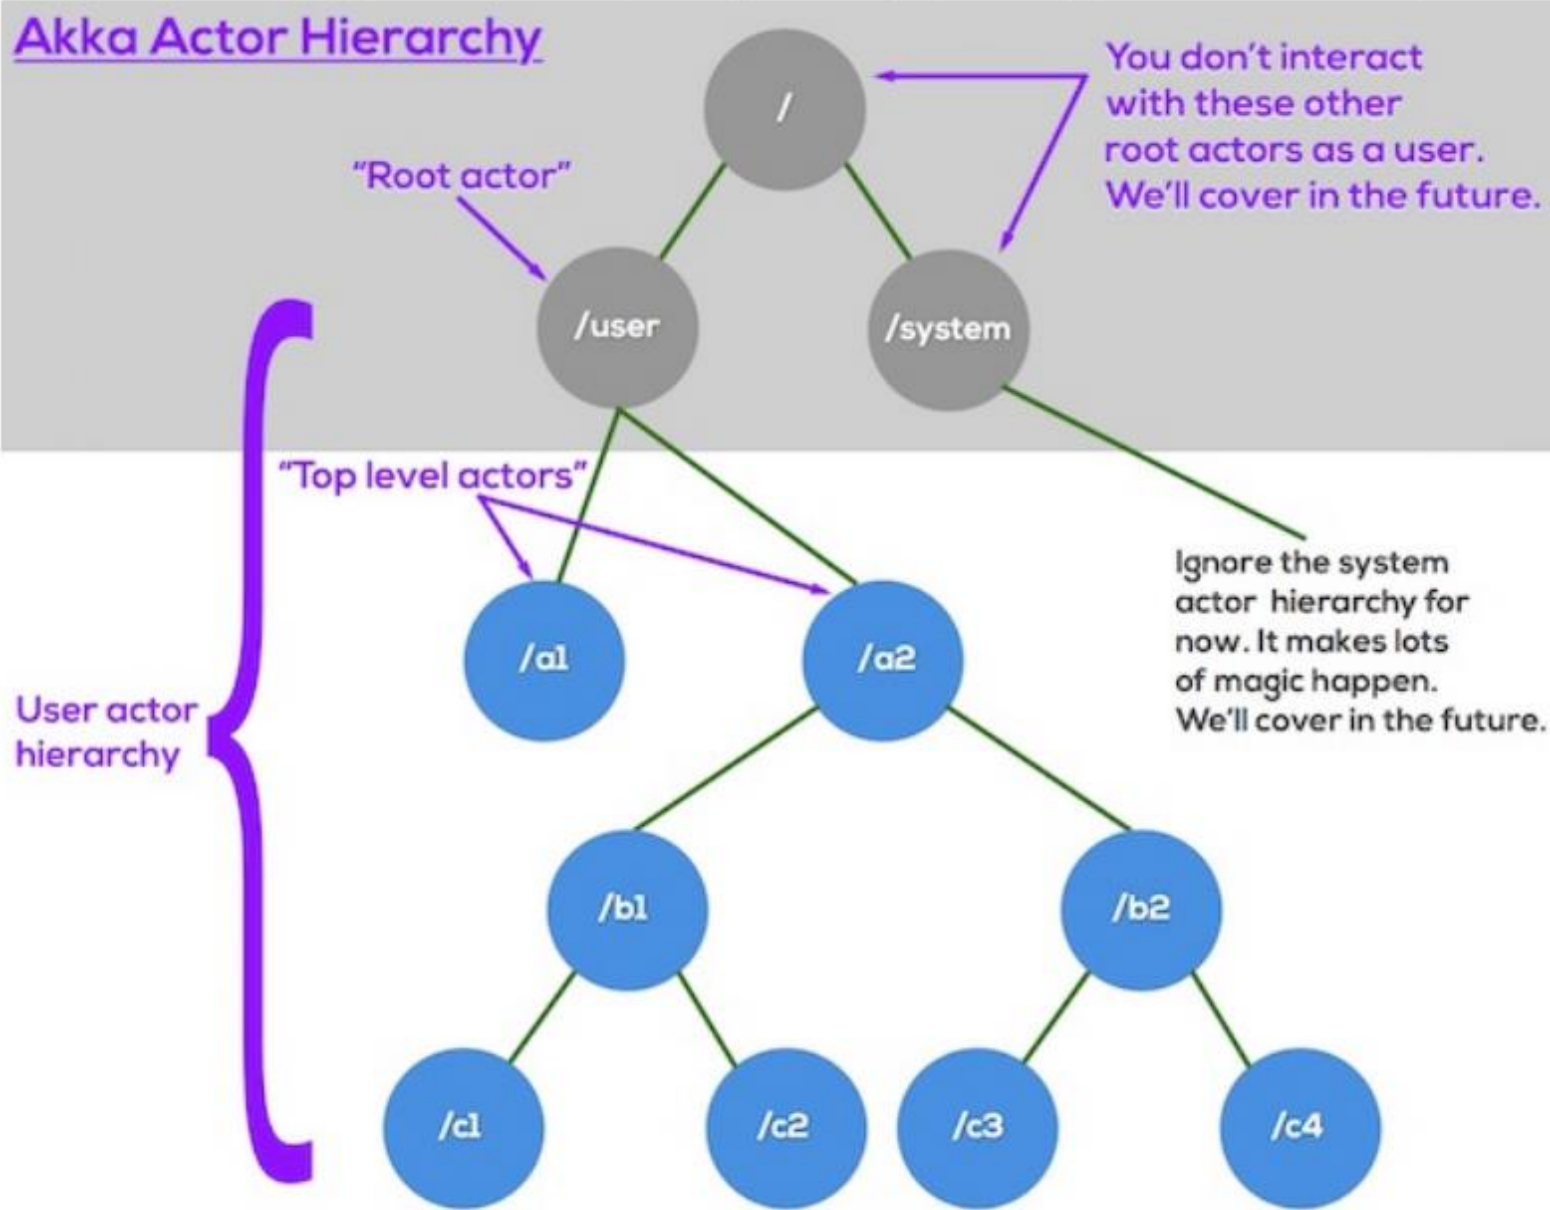 Akka Actor Hierarchy
/
You don't interact
with these other
root actors as a user.
We'll cover in the future.
"Root actor"
/user
/system
"Top level actors"
Ignore the system
actor hierarchy for
now. It makes lots
of magic happen.
We'll cover in the future.
/a1
/a2
User actor
hierarchy
/b1
/b2
/c1
/c2
/c3
/c4